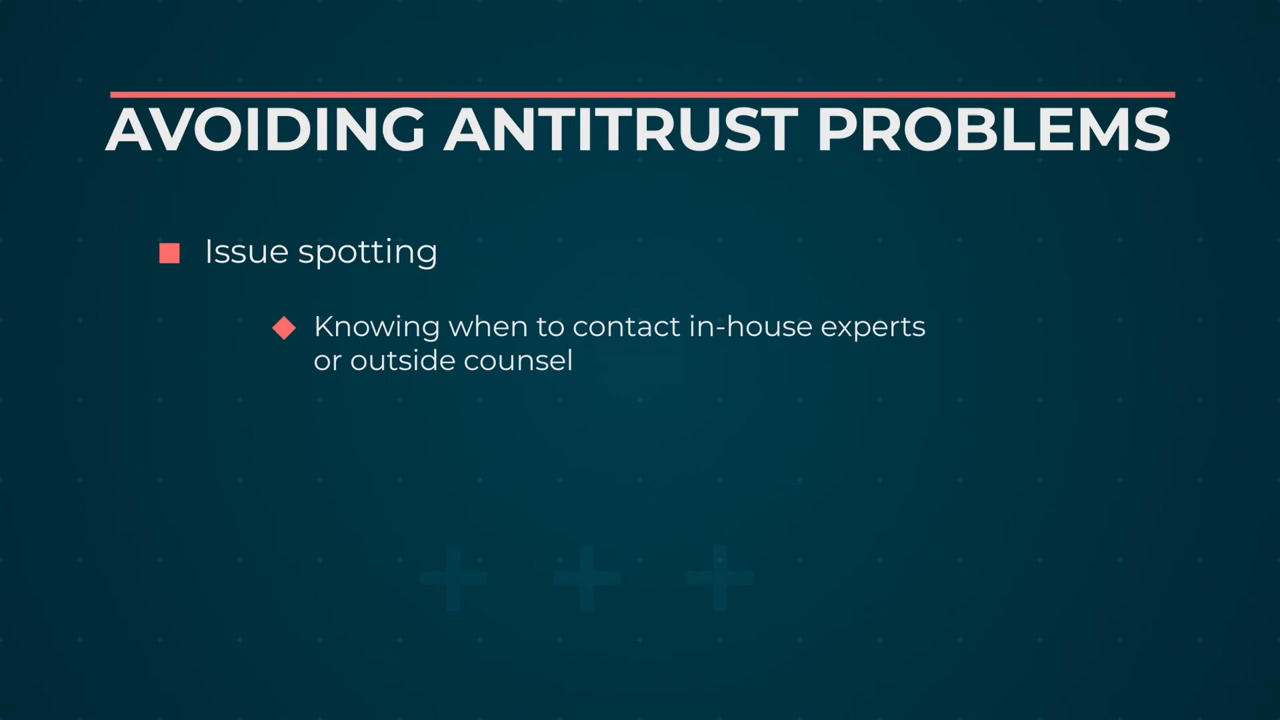 AVOIDING ANTITRUST PROBLEMS
Issue spotting
Knowing when to contact in-house experts
or outside counsel